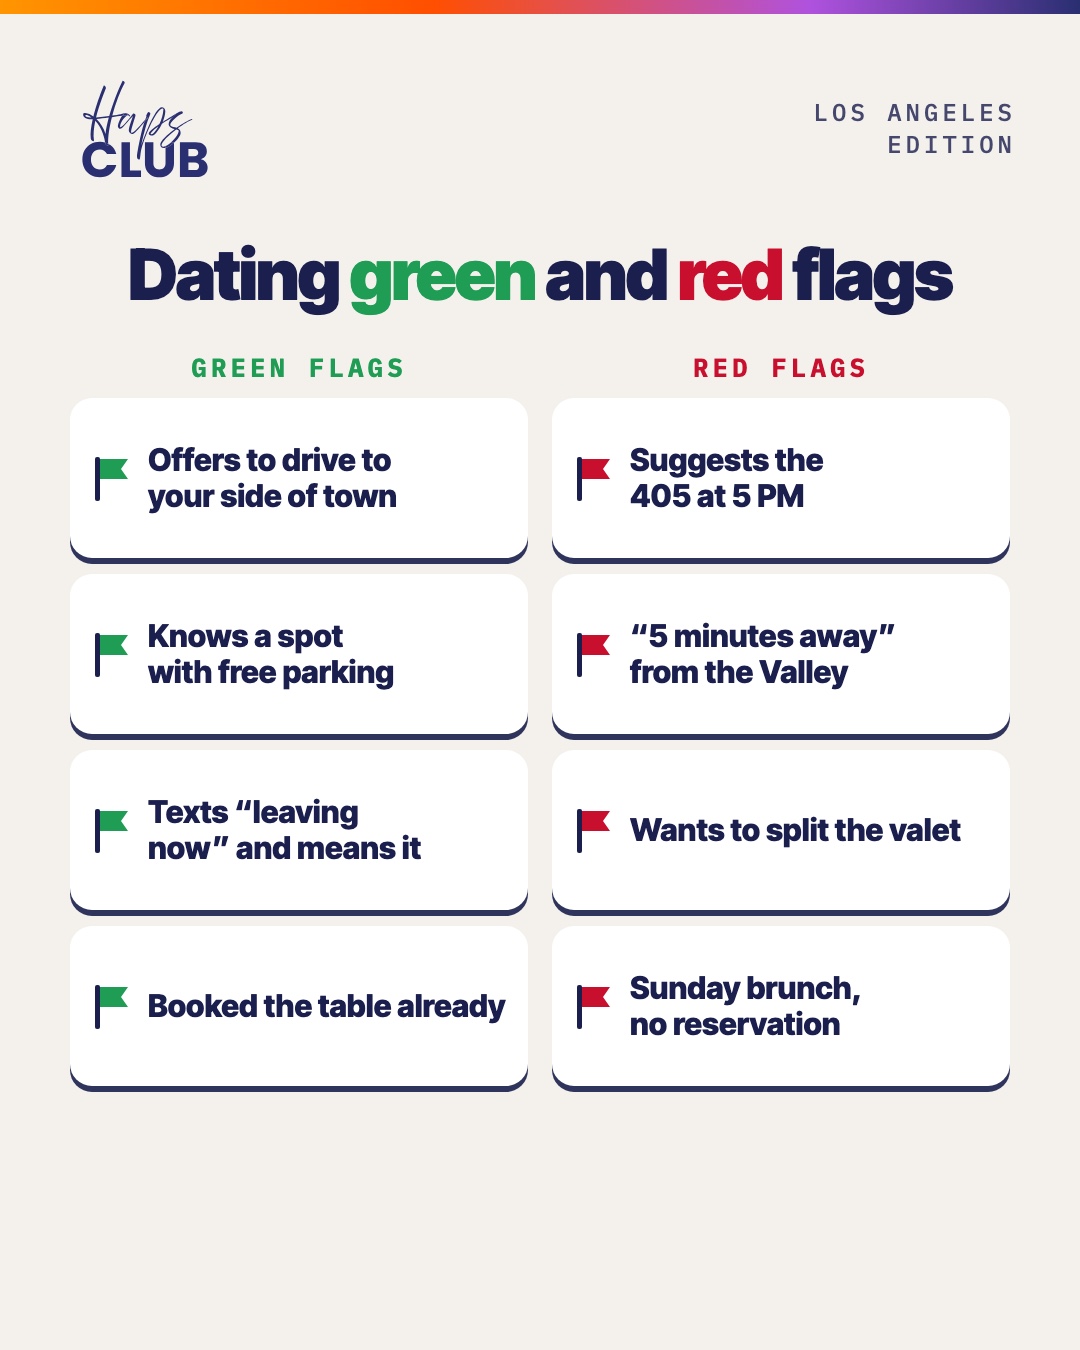 Haps
CLUB
LOS ANGELES
EDITION
Dating green and red flags
GREEN FLAGS
Offers to drive to
your side of town
Knows a spot
with free parking
Texts “leaving
now” and means it
Booked the table already
RED FLAGS
Suggests the
405 at 5 PM
“5 minutes away”
from the Valley
Wants to split the valet
Sunday brunch,
no reservation